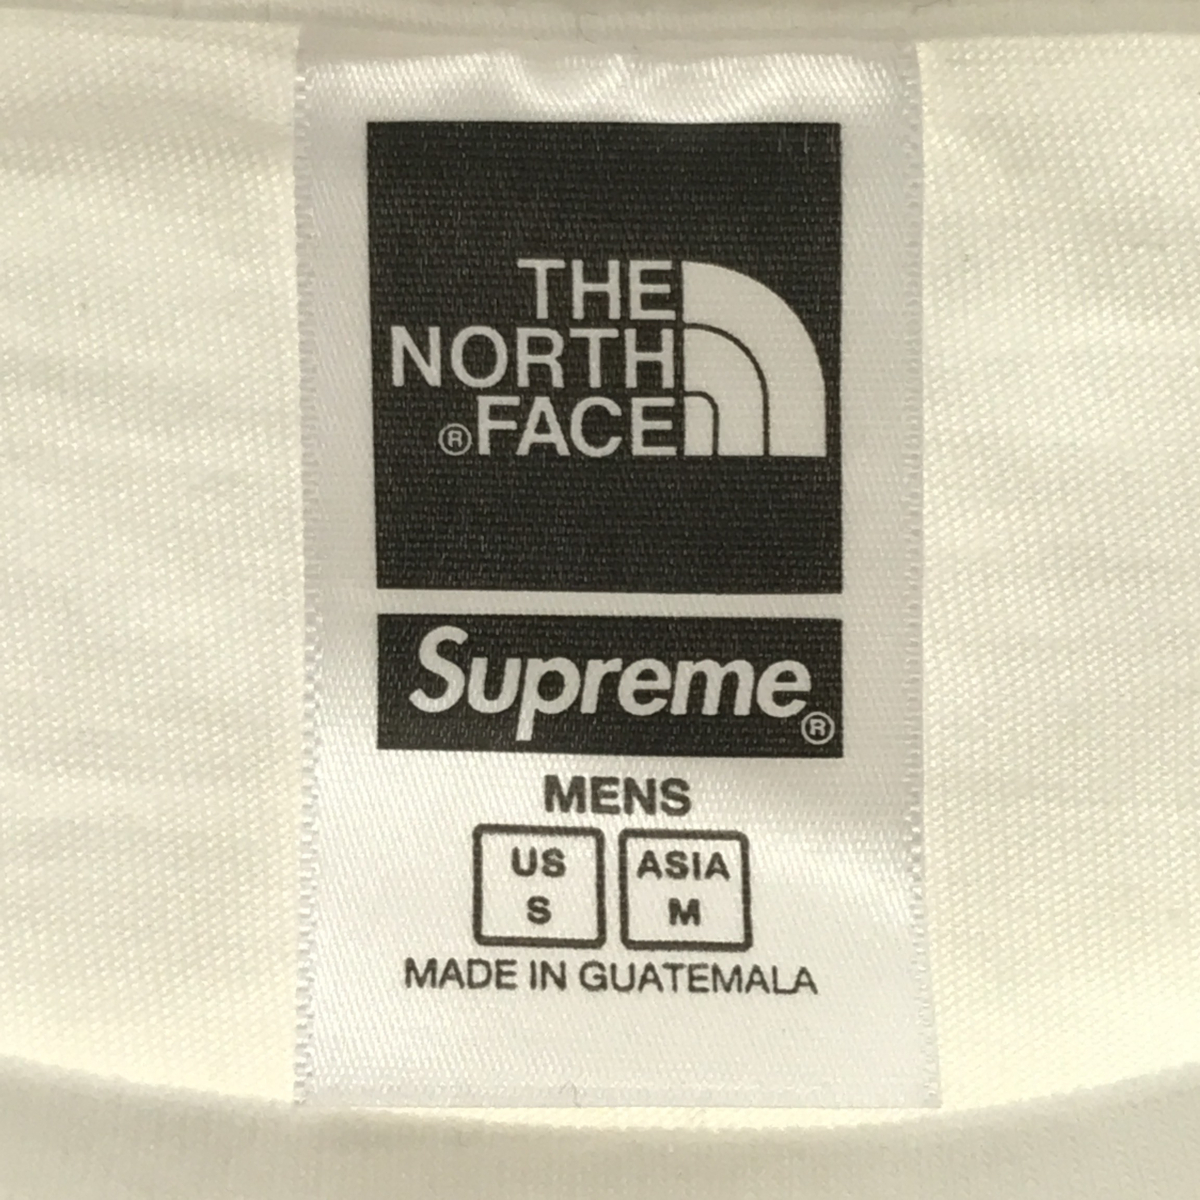 THE
NORTH
®FACE
Supreme®
MENS
US ASIA
S M
MADE IN GUATEMALA